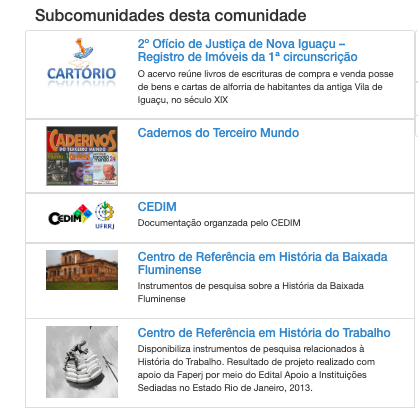 Subcomunidades desta comunidade
CARTÓRIO
2º Ofício de Justiça de Nova Iguaçu –
Registro de Imóveis da 1ª circunscrição
O acervo reúne livros de escrituras de compra e venda posse
de bens e cartas de alforria de habitantes da antiga Vila de
Iguaçu, no século XIX
CADERNOS
DO TERCEIRO MUNDO
Cadernos do Terceiro Mundo
CEDIM
UFRRJ
CEDIM
Documentação organzada pelo CEDIM
Centro de Referência em História da Baixada
Fluminense
Instrumentos de pesquisa sobre a História da Baixada
Fluminense
Centro de Referência em História do Trabalho
Disponibiliza instrumentos de pesquisa relacionados à
História do Trabalho. Resultado de projeto realizado com
apoio da Faperj por meio do Edital Apoio a Instituições
Sediadas no Estado Rio de Janeiro, 2013.